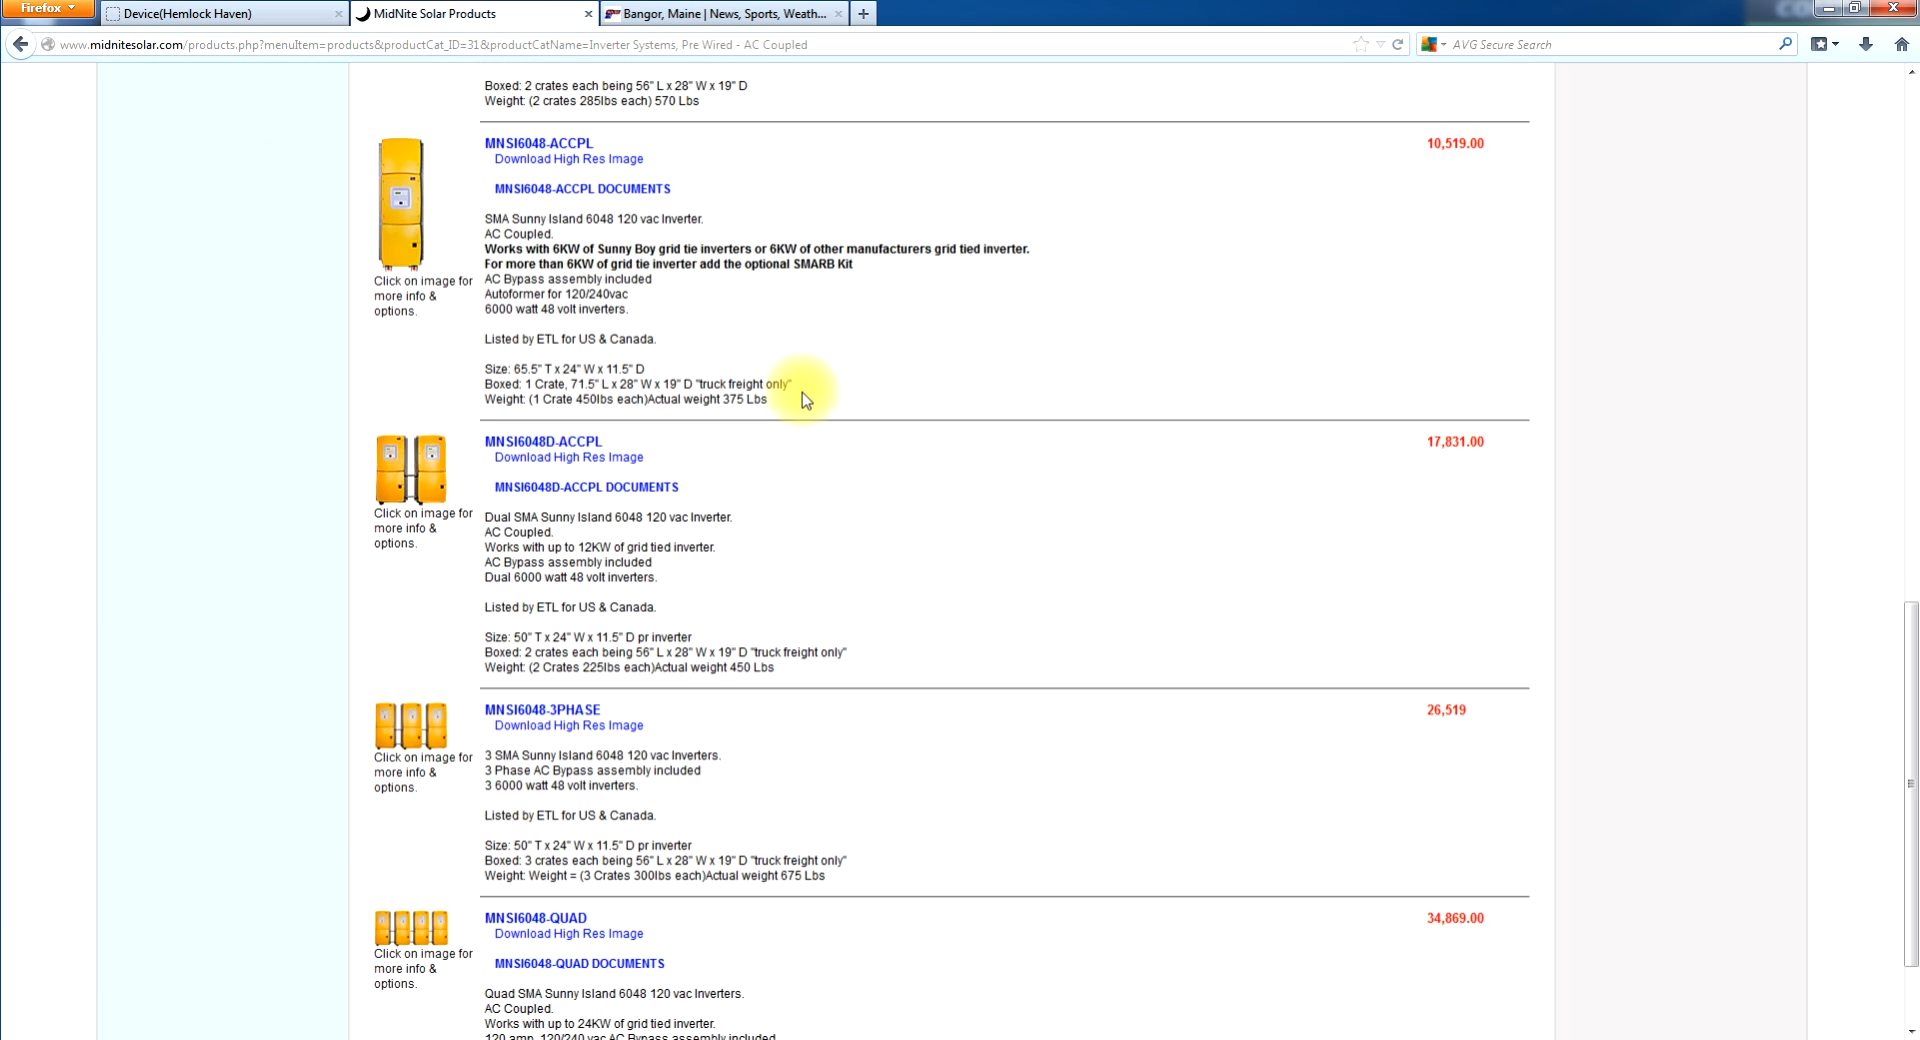 Firefox
Device(Hemlock Haven)
MidNite Solar Products
Bangor, Maine | News, Sports, Weath...
www.midnitesolar.com/products.php?menuItem=products&productCat_ID=31&productCatName=Inverter Systems, Pre Wired - AC Coupled
AVG Secure Search
Boxed: 2 crates each being 56" L x 28" W x 19" D
Weight: (2 crates 285lbs each) 570 Lbs
MNSI6048-ACCPL
10,519.00
Download High Res Image
MNSI6048-ACCPL DOCUMENTS
SMA Sunny Island 6048 120 vac Inverter.
AC Coupled.
Works with 6KW of Sunny Boy grid tie inverters or 6KW of other manufacturers grid tied inverter.
For more than 6KW of grid tie inverter add the optional SMARB Kit
AC Bypass assembly included
Autoformer for 120/240vac
6000 watt 48 volt inverters.
Click on image for
more info &
options.
Listed by ETL for US & Canada.
Size: 65.5" T x 24" W x 11.5" D
Boxed: 1 Crate, 71.5" L x 28" W x 19" D "truck freight only"
Weight: (1 Crate 450lbs each)Actual weight 375 Lbs
MNSI6048D-ACCPL
17,831.00
Download High Res Image
MNSI6048D-ACCPL DOCUMENTS
Click on image for
more info &
options.
Dual SMA Sunny Island 6048 120 vac Inverter.
AC Coupled.
Works with up to 12KW of grid tied inverter.
AC Bypass assembly included
Dual 6000 watt 48 volt inverters.
Listed by ETL for US & Canada.
Size: 50" T x 24" W x 11.5" D pr inverter
Boxed: 2 crates each being 56" L x 28" W x 19" D "truck freight only"
Weight: (2 Crates 225lbs each)Actual weight 450 Lbs
MNSI6048-3PHASE
26,519
Download High Res Image
Click on image for
more info &
options.
3 SMA Sunny Island 6048 120 vac Inverters.
3 Phase AC Bypass assembly included
3 6000 watt 48 volt inverters.
Listed by ETL for US & Canada.
Size: 50" T x 24" W x 11.5" D pr inverter
Boxed: 3 crates each being 56" L x 28" W x 19" D "truck freight only"
Weight: Weight = (3 Crates 300lbs each)Actual weight 675 Lbs
MNSI6048-QUAD
34,869.00
Download High Res Image
MNSI6048-QUAD DOCUMENTS
Click on image for
more info &
options.
Quad SMA Sunny Island 6048 120 vac Inverters.
AC Coupled.
Works with up to 24KW of grid tied inverter.
120 amp, 120/240 vac AC Bypass assembly included